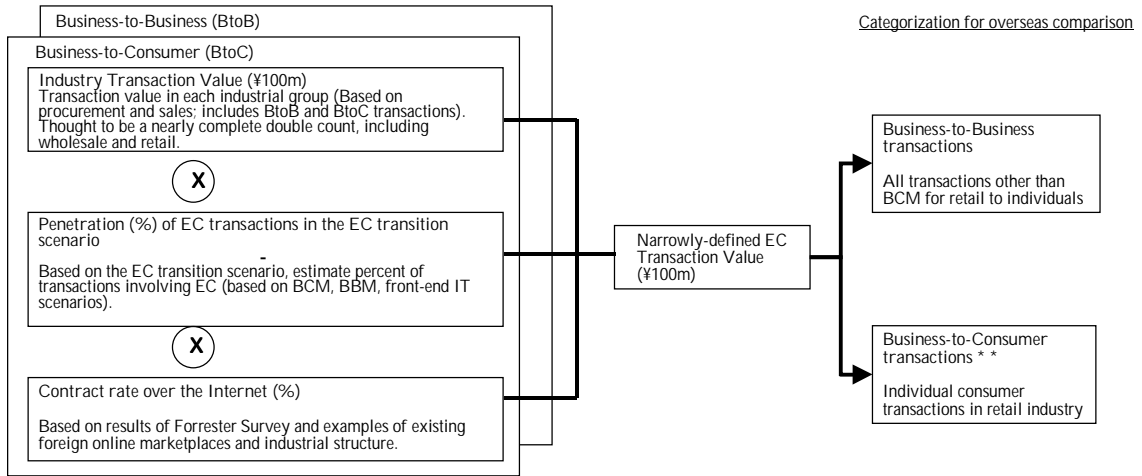 Business-to-Business (BtoB)
Categorization for overseas comparison
Business-to-Consumer (BtoC)
Industry Transaction Value (¥100m)
Transaction value in each industrial group (Based on
procurement and sales; includes BtoB and BtoC transactions).
Thought to be a nearly complete double count, including
wholesale and retail.
X
Penetration (%) of EC transactions in the EC transition
scenario
-
Based on the EC transition scenario, estimate percent of
transactions involving EC (based on BCM, BBM, front-end IT
scenarios).
X
Contract rate over the Internet (%)
Based on results of Forrester Survey and examples of existing
foreign online marketplaces and industrial structure.
Narrowly-defined EC
Transaction Value
(¥100m)
Business-to-Business
transactions
All transactions other than
BCM for retail to individuals
Business-to-Consumer
transactions * *
Individual consumer
transactions in retail industry